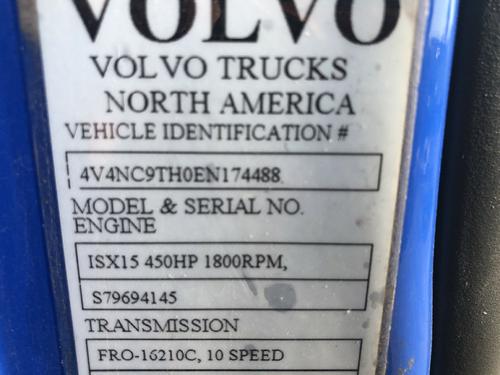 VOLVO
VOLVO TRUCKS
NORTH AMERICA
VEHICLE IDENTIFICATION #
4V4NC9TH0EN174488
MODEL & SERIAL NO.
ENGINE
ISX15 450HP 1800RPM,
S79694145
TRANSMISSION
FRO-16210C, 10 SPEED